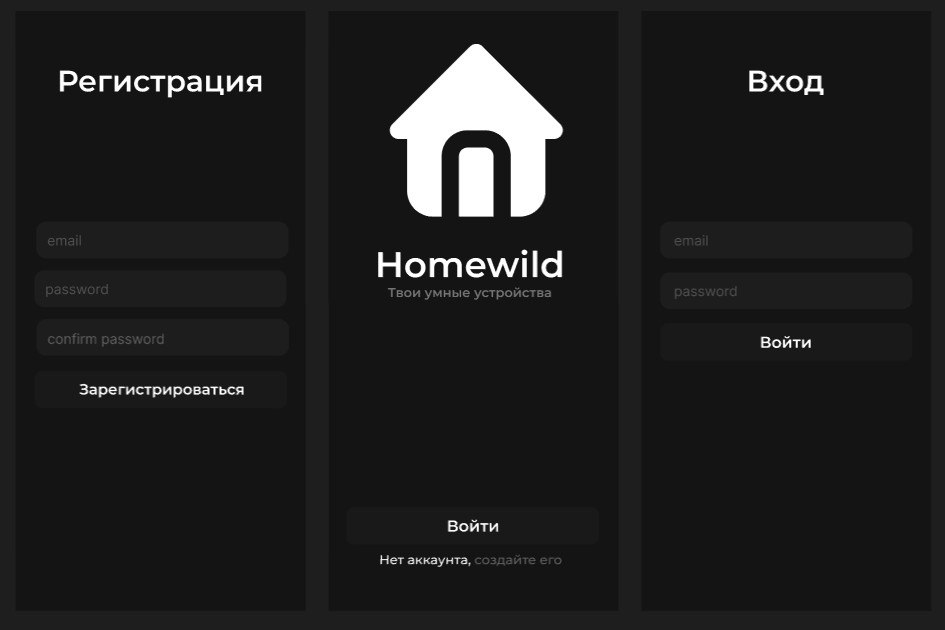 Регистрация
email
password
confirm password
Зарегистрироваться
Homewild
Твои умные устройства
Войти
Нет аккаунта, создайте его
Вход
email
password
Войти